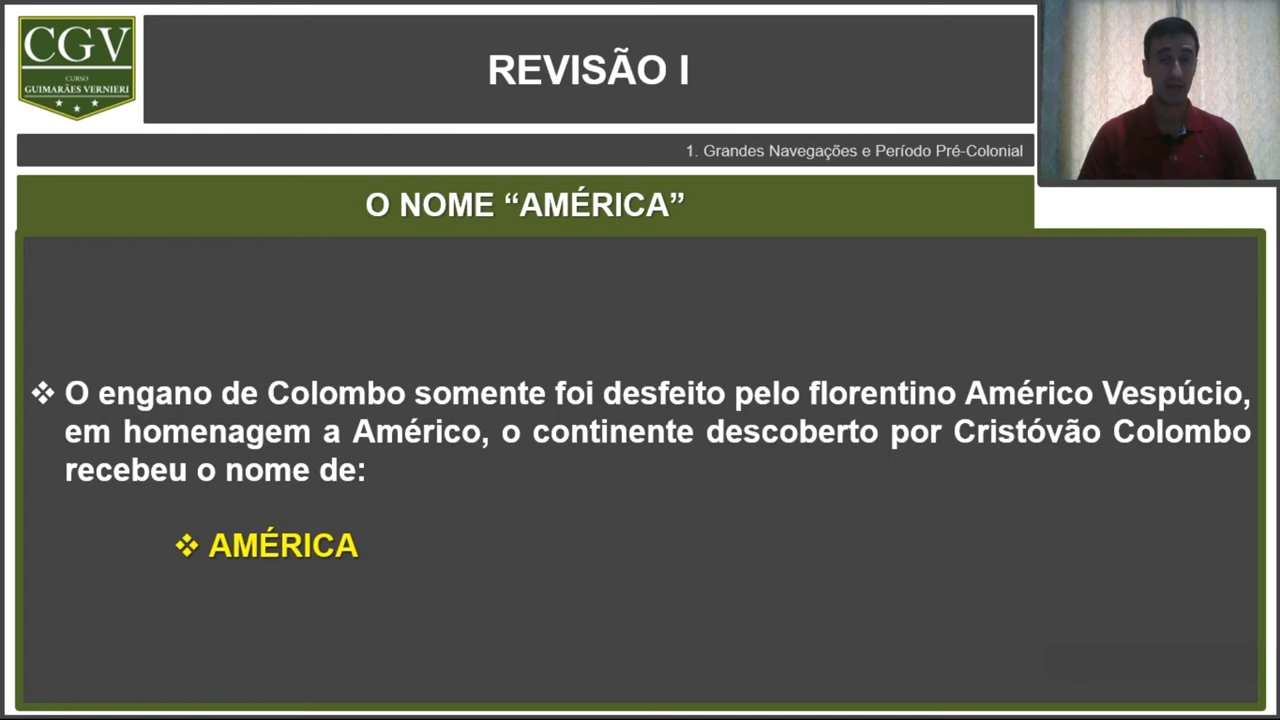 CGV
CURSO
GUIMARÃES VERNIERI
REVISÃO I
1. Grandes Navegações e Período Pré-Colonial
O NOME “AMÉRICA”
❖ O engano de Colombo somente foi desfeito pelo florentino Américo Vespúcio,
em homenagem a Américo, o continente descoberto por Cristóvão Colombo
recebeu o nome de:
❖ AMÉRICA